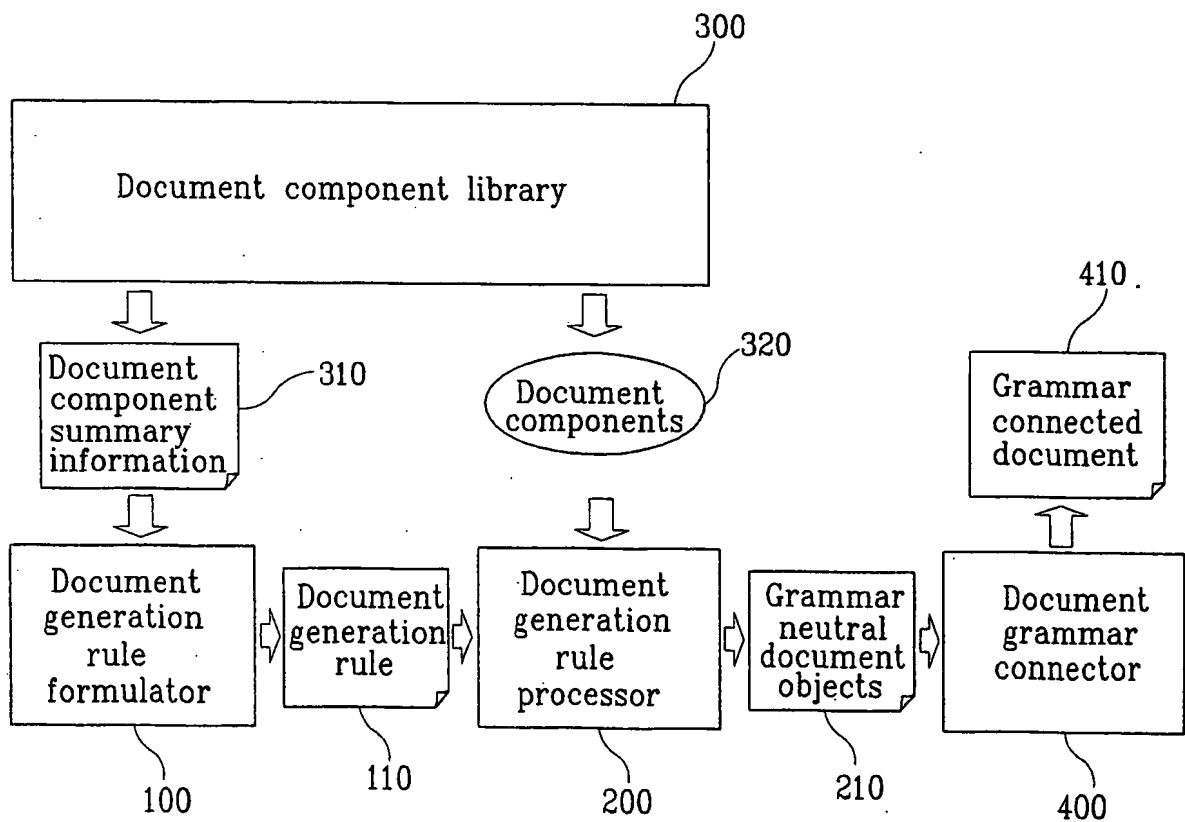 300
Document component library
410
Document
component
summary
information
310
Document
components
320
Grammar
connected
document
Document
generation
rule
formulator
Document
generation
rule
Document
generation
rule
processor
Grammar
neutral
document
objects
Document
grammar
connector
100
110
200
210
400